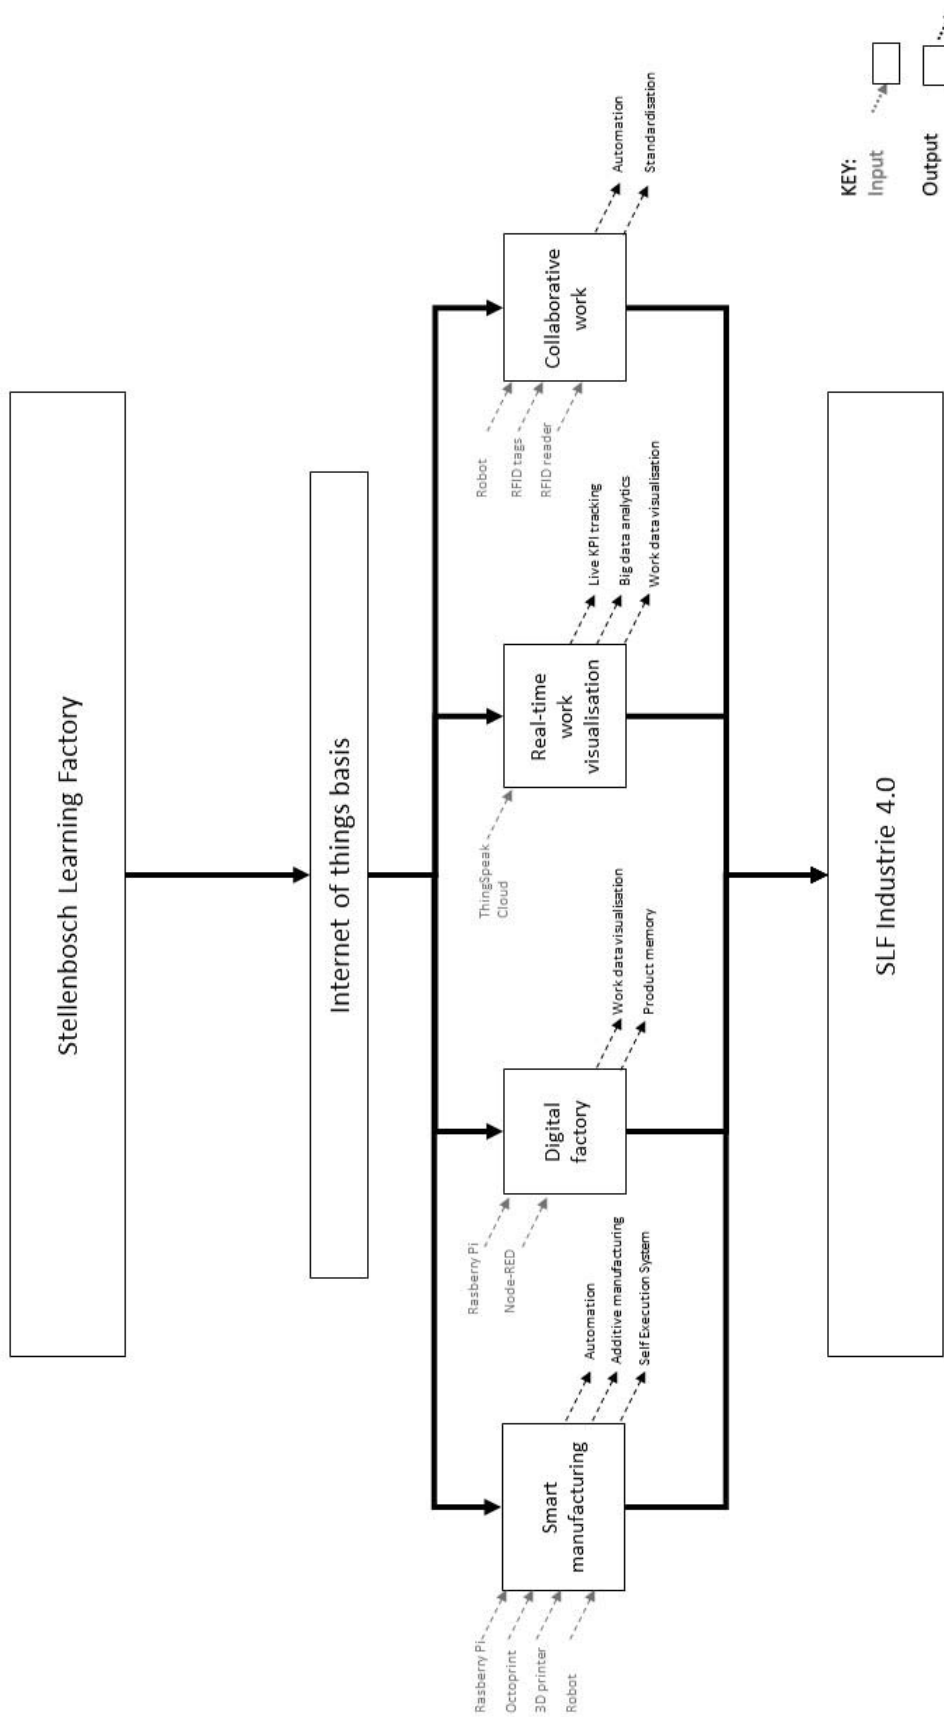 Stellenbosch Learning Factory
Internet of things basis
Rasberry Pi
Octoprint
3D printer
Robot
Smart
manufacturing
Automation
Additive manufacturing
Self Execution System
Rasberry Pi
Node-RED
Digital
factory
Work data visualisation
Product memory
ThingSpeak
Cloud
Real-time
work
visualisation
Live KPI tracking
Big data analytics
Work data visualisation
Robot
RFID tags
RFID reader
Collaborative
work
Automation
Standardisation
SLF Industrie 4.0
KEY:
Input
Output